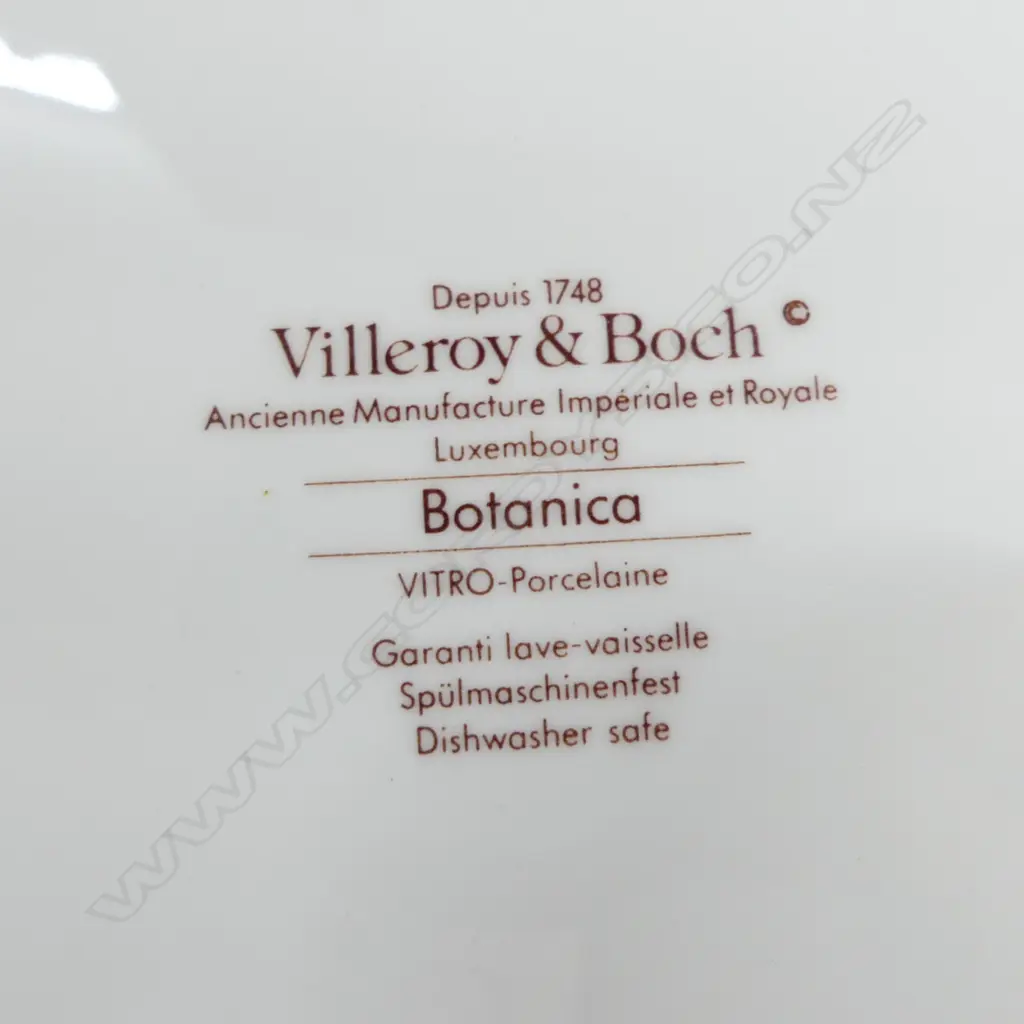 Depuis 1748
Villeroy & Boch ©
Ancienne Manufacture Impériale et Royale
Luxembourg
Botanica
VITRO-Porcelaine
Garanti lave-vaisselle
Spülmaschinenfest
Dishwasher safe